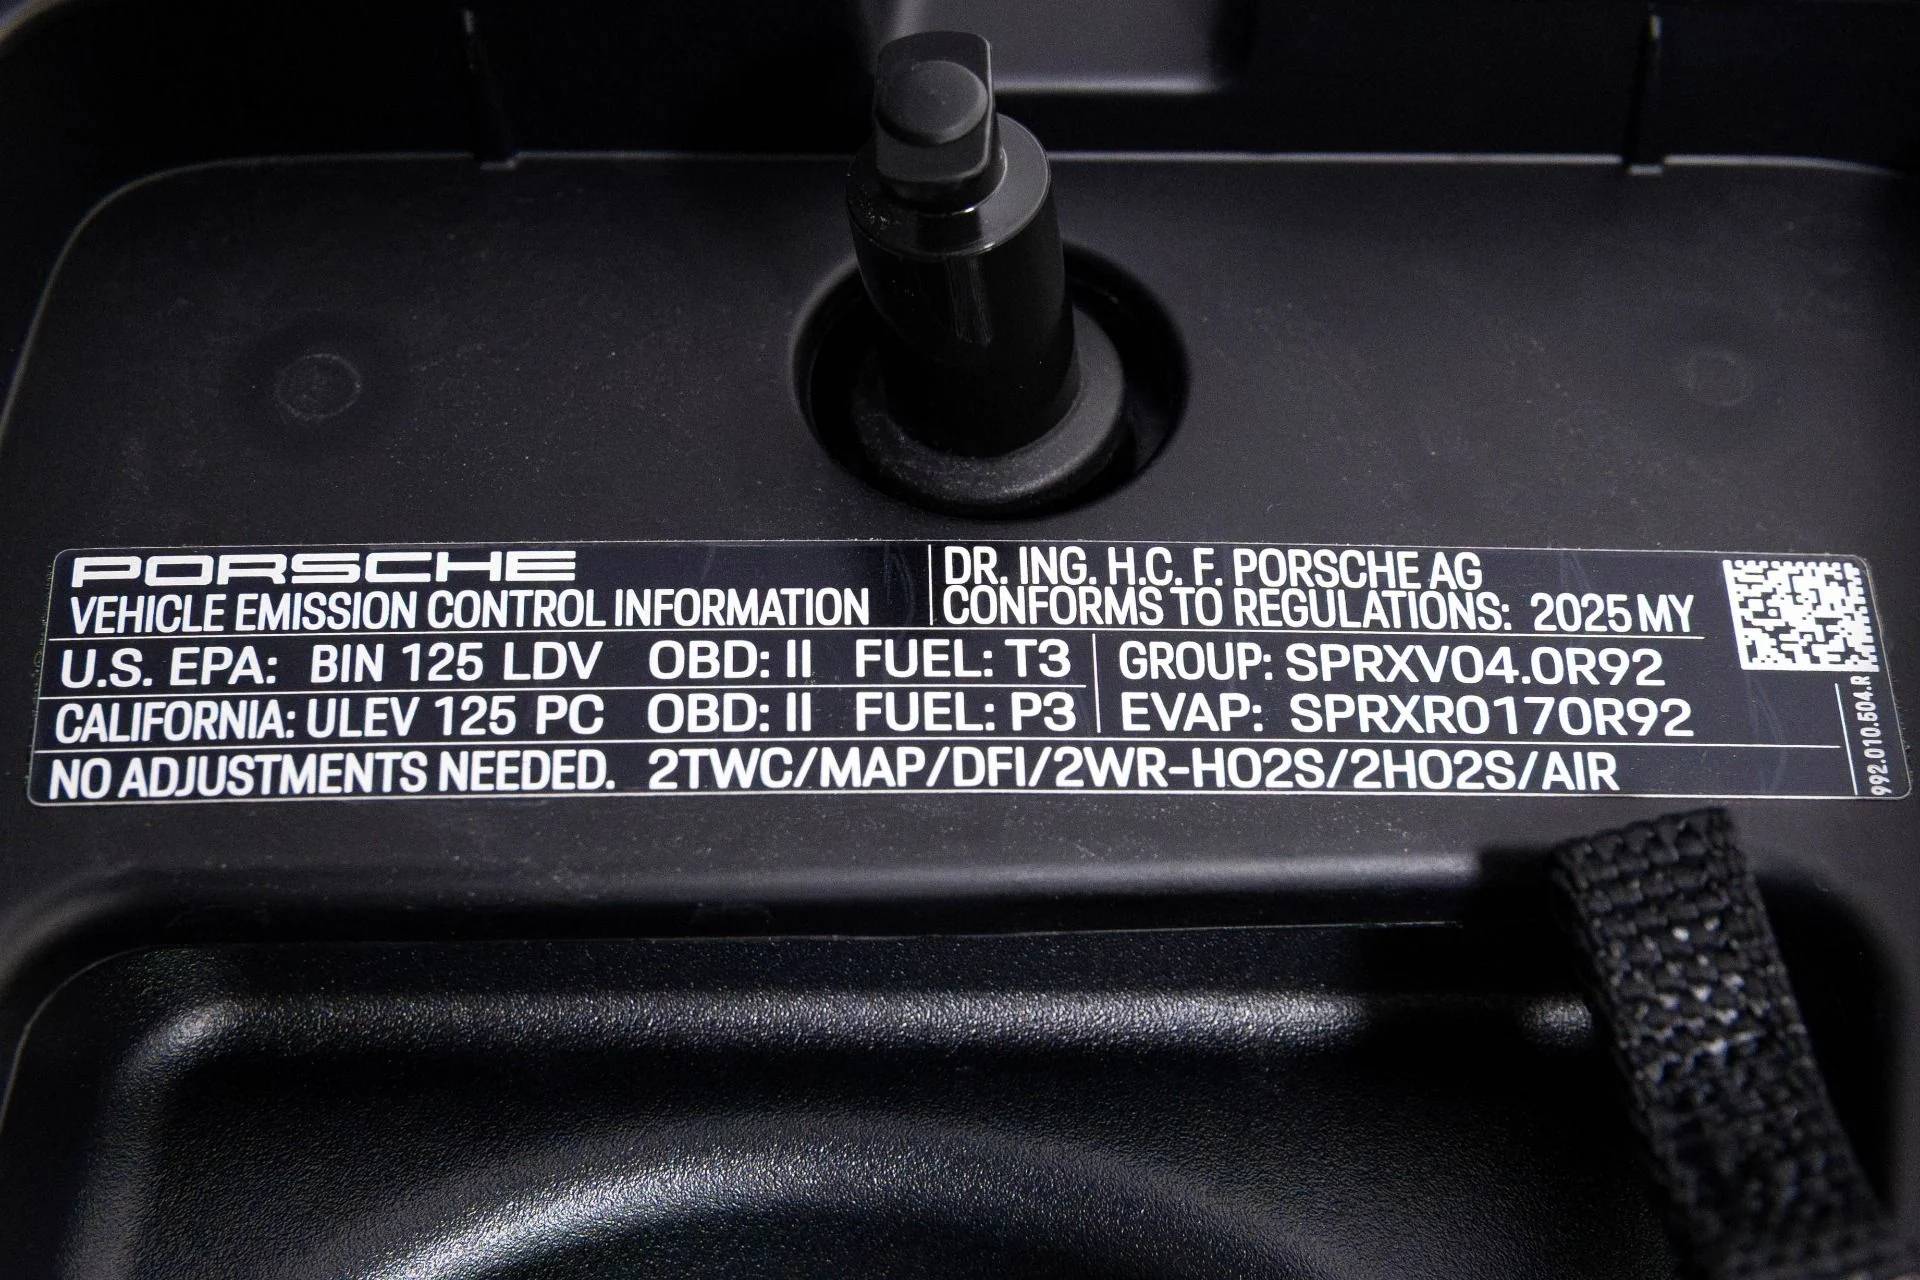 PORSCHE
VEHICLE EMISSION CONTROL INFORMATION
DR. ING. H.C. F. PORSCHE AG
CONFORMS TO REGULATIONS: 2025 MY
U.S. EPA: BIN 125 LDV OBD: II FUEL: T3
CALIFORNIA: ULEV 125 PC OBD: II FUEL: P3
GROUP: SPRXV04.0R92
EVAP: SPRXR0170R92
NO ADJUSTMENTS NEEDED. 2TWC/MAP/DFI/2WR-HO2S/2HO2S/AIR
992.010.504.R